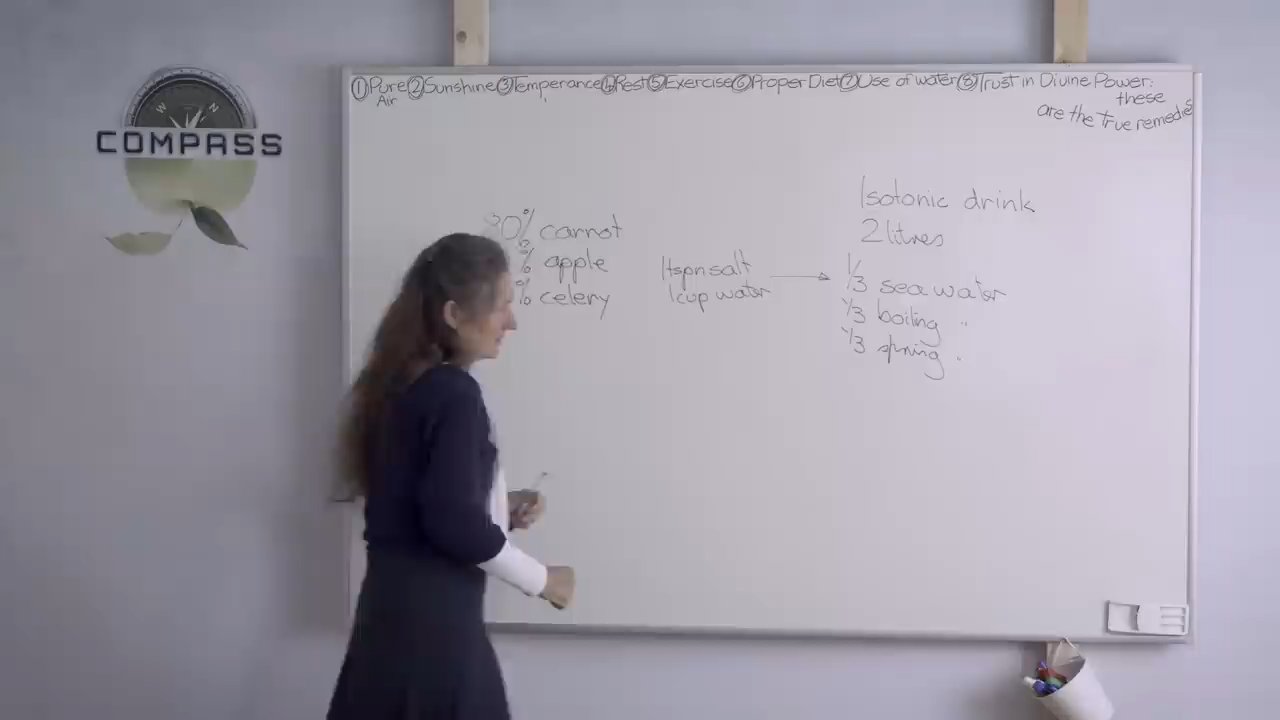 ①Pure ②Sunshine ③Temperance ④Rest ⑤Exercise ⑥Proper Diet ⑦Use of water ⑧Trust in Divine Power:
Air
these
are the true remedies
W N
COMPASS
80% carrot
% apple
% celery
1tspn salt
1cup water
Isotonic drink
2 litres
1/3 sea water
1/3 boiling "
1/3 spring "